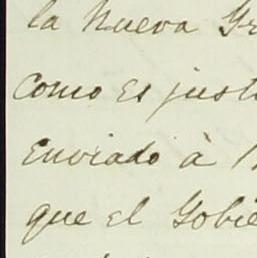 la Nueva Gr
como es just
enviado à
que el Gobie